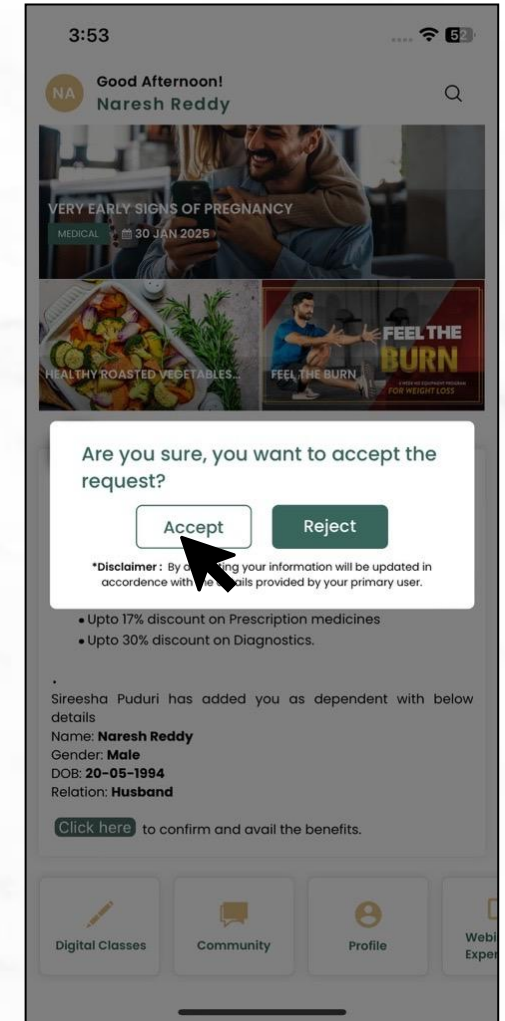 3:53
52
NA
Good Afternoon!
Naresh Reddy
VERY EARLY SIGNS OF PREGNANCY
MEDICAL
30 JAN 2025
HEALTHY ROASTED VEGETABLES...
FEEL THE BURN
FEEL THE
BURN
FOR WEIGHT LOSS
Are you sure, you want to accept the
request?
Accept
Reject
*Disclaimer : By your information will be updated in
accordence with provided by your primary user.
• Upto 17% discount on Prescription medicines
• Upto 30% discount on Diagnostics.
.
Sireesha Puduri has added you as dependent with below
details
Name: Naresh Reddy
Gender: Male
DOB: 20-05-1994
Relation: Husband
Click here to confirm and avail the benefits.
Digital Classes
Community
Profile